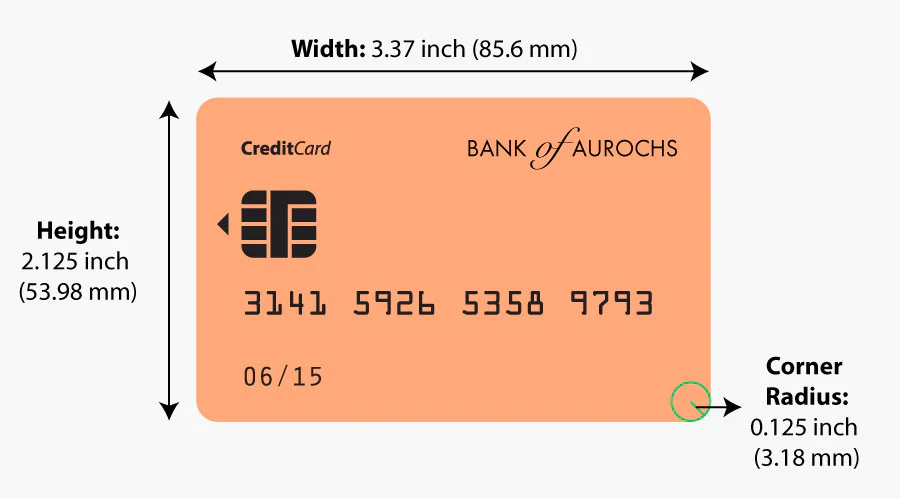 Width: 3.37 inch (85.6 mm)
CreditCard
BANK of AUROCHS
Height:
2.125 inch
(53.98 mm)
3141 5926 5358 9793
06/15
Corner
Radius:
0.125 inch
(3.18 mm)